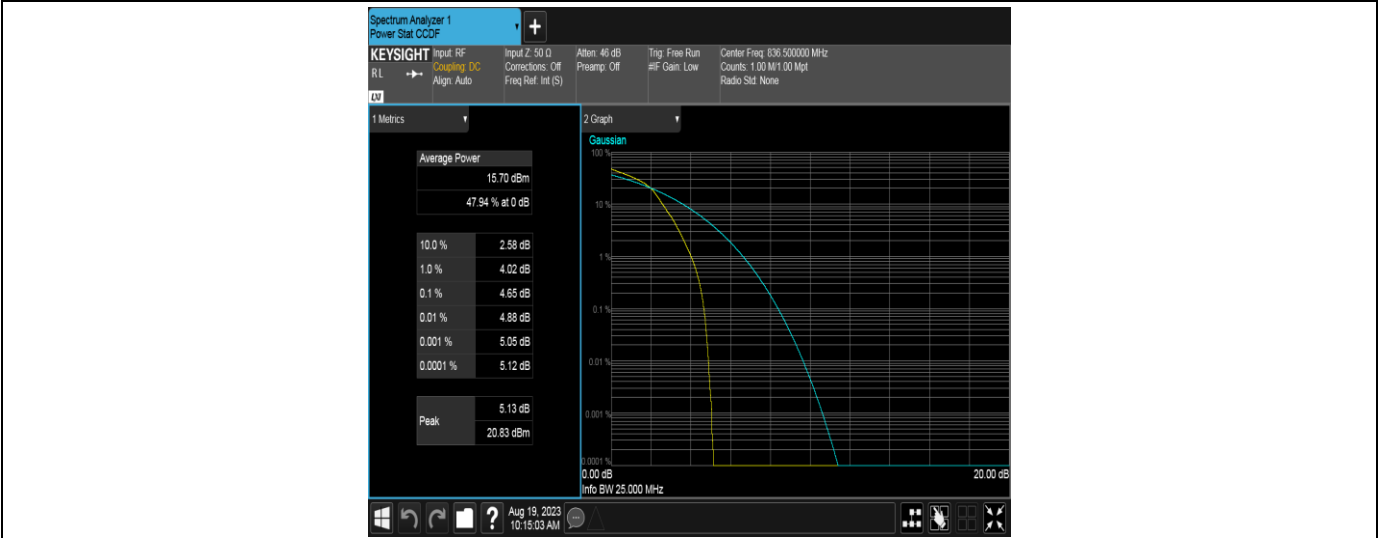 Spectrum Analyzer 1
Power Stat CCDF
+
KEYSIGHT
RL
LXI
Input: RF
Coupling: DC
Align: Auto
Input Z: 50 Ω
Corrections: Off
Freq Ref: Int (S)
Atten: 46 dB
Preamp: Off
Trig: Free Run
#IF Gain: Low
Center Freq: 836.500000 MHz
Counts: 1.00 M/1.00 Mpt
Radio Std: None
1 Metrics
Average Power
15.70 dBm
47.94 % at 0 dB
10.0 % 2.58 dB
1.0 % 4.02 dB
0.1 % 4.65 dB
0.01 % 4.88 dB
0.001 % 5.05 dB
0.0001 % 5.12 dB
Peak
5.13 dB
20.83 dBm
2 Graph
Gaussian
100 %
10 %
1 %
0.1 %
0.01 %
0.001 %
0.0001 %
0.00 dB 20.00 dB
Info BW 25.000 MHz
?
Aug 19, 2023
10:15:03 AM